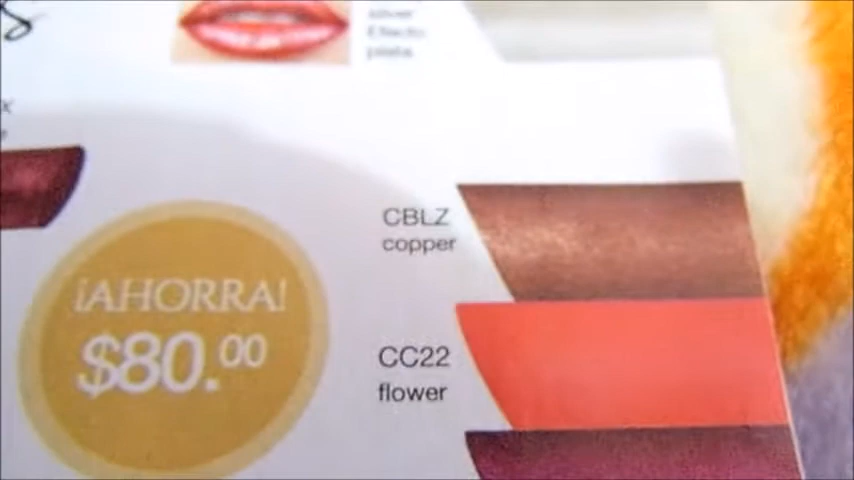 silver
Efecto
plata
CBLZ
copper
¡AHORRA!
$80.00
CC22
flower